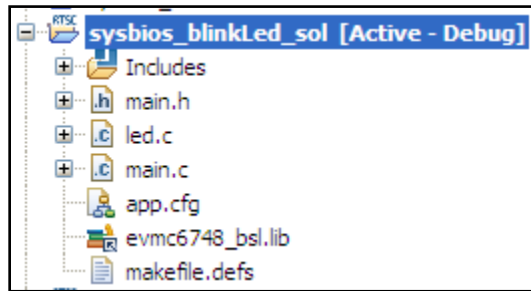 RTSC
sysbios_blinkLed_sol [Active - Debug]
Includes
.h main.h
.c led.c
.c main.c
app.cfg
evmc6748_bsl.lib
makefile.defs